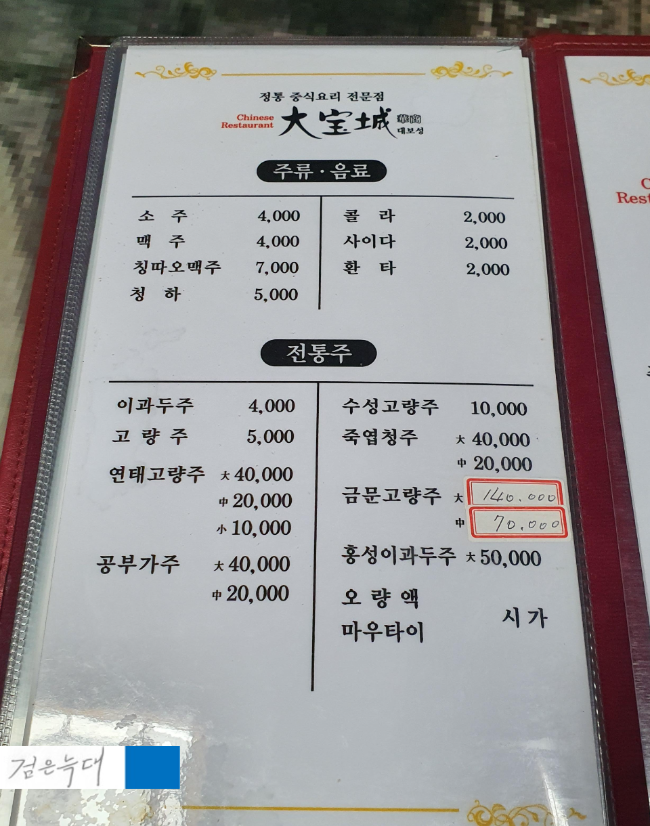 정통 중식요리 전문점
Chinese
Restaurant 大宝城 華商
대보성
주류·음료
소 주 4,000
맥 주 4,000
칭따오맥주 7,000
청 하 5,000
콜 라 2,000
사이다 2,000
환 타 2,000
전통주
이과두주 4,000
고 량 주 5,000
연태고량주 大 40,000
中 20,000
小 10,000
공부가주 大 40,000
中 20,000
수성고량주 10,000
죽엽청주 大 40,000
中 20,000
금문고량주 大 140.000
中 70.000
홍성이과두주 大 50,000
오 량 액
마우타이 시가
검은늑대